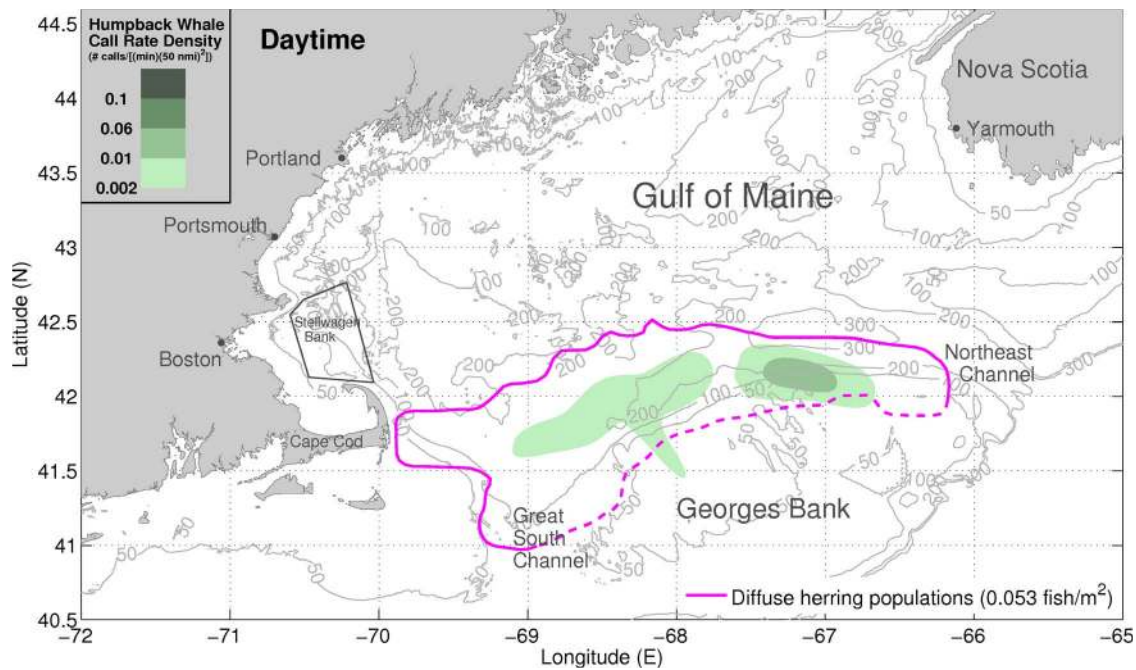 Humpback Whale
Call Rate Density
(# calls/[(min)(50 nmi)²])
0.1
0.06
0.01
0.002
Daytime
Nova Scotia
Yarmouth
Portland
Gulf of Maine
Portsmouth
Stellwagen
Bank
Boston
Northeast
Channel
Cape Cod
Great
South
Channel
Georges Bank
Diffuse herring populations (0.053 fish/m²)
44.5
44
43.5
43
42.5
42
41.5
41
40.5
Latitude (N)
−72
−71
−70
−69
−68
−67
−66
−65
Longitude (E)
50
100
200
300